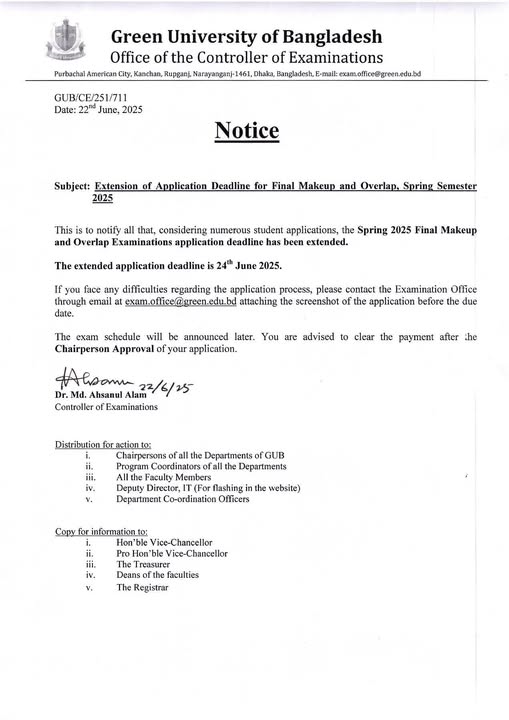 Green University of Bangladesh
Office of the Controller of Examinations
Purbachal American City, Kanchan, Rupganj, Narayanganj-1461, Dhaka, Bangladesh, E-mail: exam.office@green.edu.bd
GUB/CE/251/711
Date: 22nd June, 2025
Notice
Subject: Extension of Application Deadline for Final Makeup and Overlap, Spring Semester
2025
This is to notify all that, considering numerous student applications, the Spring 2025 Final Makeup
and Overlap Examinations application deadline has been extended.
The extended application deadline is 24th June 2025.
If you face any difficulties regarding the application process, please contact the Examination Office
through email at exam.office@green.edu.bd attaching the screenshot of the application before the due
date.
The exam schedule will be announced later. You are advised to clear the payment after the
Chairperson Approval of your application.
Ahsanu 22/6/25
Dr. Md. Ahsanul Alam
Controller of Examinations
Distribution for action to:
i. Chairpersons of all the Departments of GUB
ii. Program Coordinators of all the Departments
iii. All the Faculty Members
iv. Deputy Director, IT (For flashing in the website)
v. Department Co-ordination Officers
Copy for information to:
i. Hon'ble Vice-Chancellor
ii. Pro Hon'ble Vice-Chancellor
iii. The Treasurer
iv. Deans of the faculties
v. The Registrar